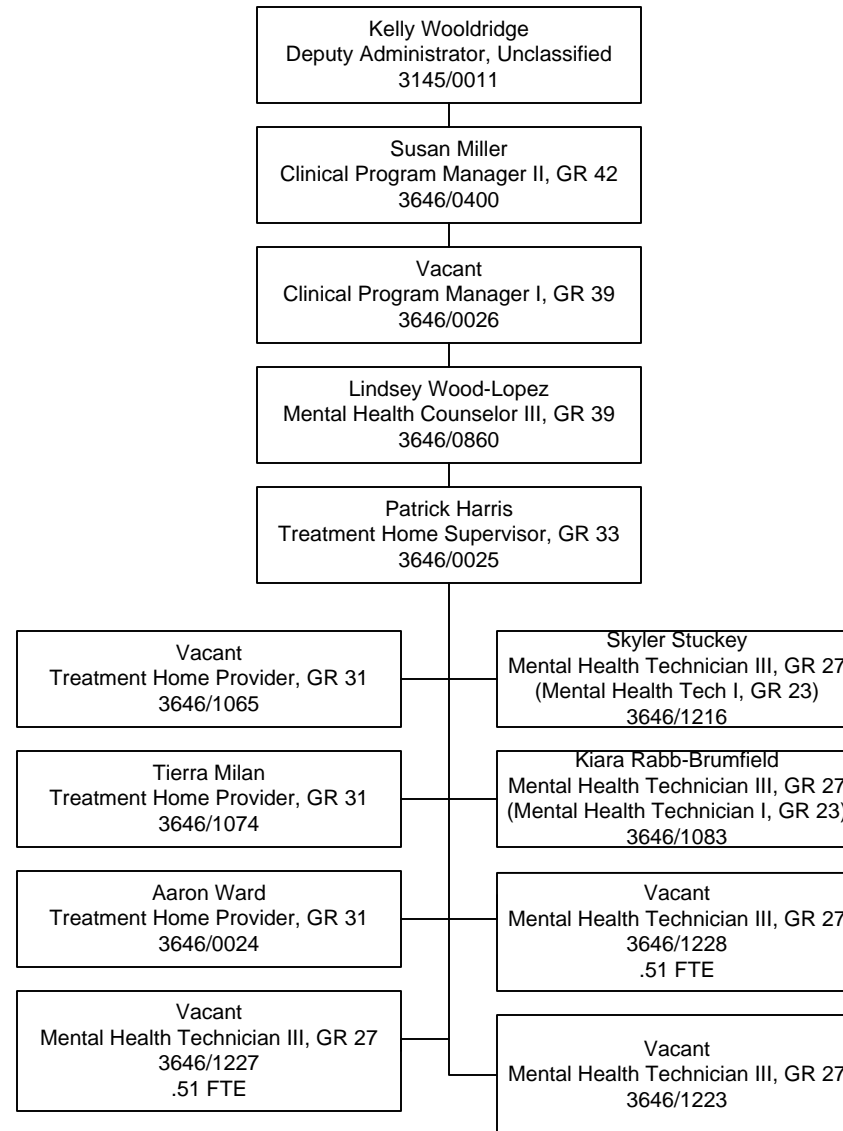 Kelly Wooldridge
Deputy Administrator, Unclassified
3145/0011
Susan Miller
Clinical Program Manager II, GR 42
3646/0400
Vacant
Clinical Program Manager I, GR 39
3646/0026
Lindsey Wood-Lopez
Mental Health Counselor III, GR 39
3646/0860
Patrick Harris
Treatment Home Supervisor, GR 33
3646/0025
Vacant
Treatment Home Provider, GR 31
3646/1065
Skyler Stuckey
Mental Health Technician III, GR 27
(Mental Health Tech I, GR 23)
3646/1216
Tierra Milan
Treatment Home Provider, GR 31
3646/1074
Kiara Rabb-Brumfield
Mental Health Technician III, GR 27
(Mental Health Technician I, GR 23)
3646/1083
Aaron Ward
Treatment Home Provider, GR 31
3646/0024
Vacant
Mental Health Technician III, GR 27
3646/1228
.51 FTE
Vacant
Mental Health Technician III, GR 27
3646/1227
.51 FTE
Vacant
Mental Health Technician III, GR 27
3646/1223